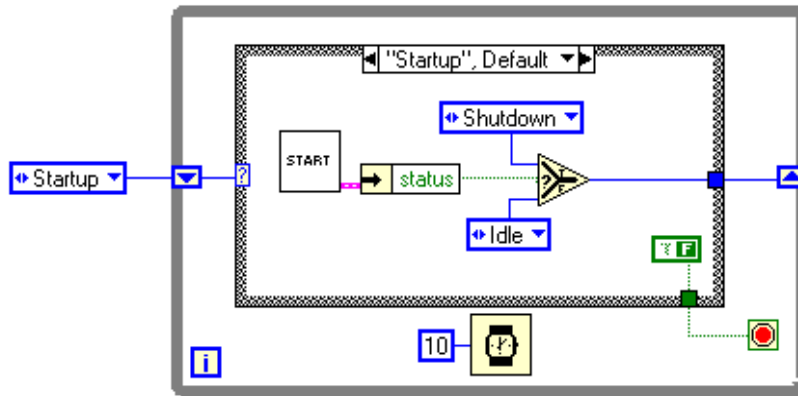 "Startup", Default
Shutdown
START
status
? T F
Startup
?
Idle
F
10
i